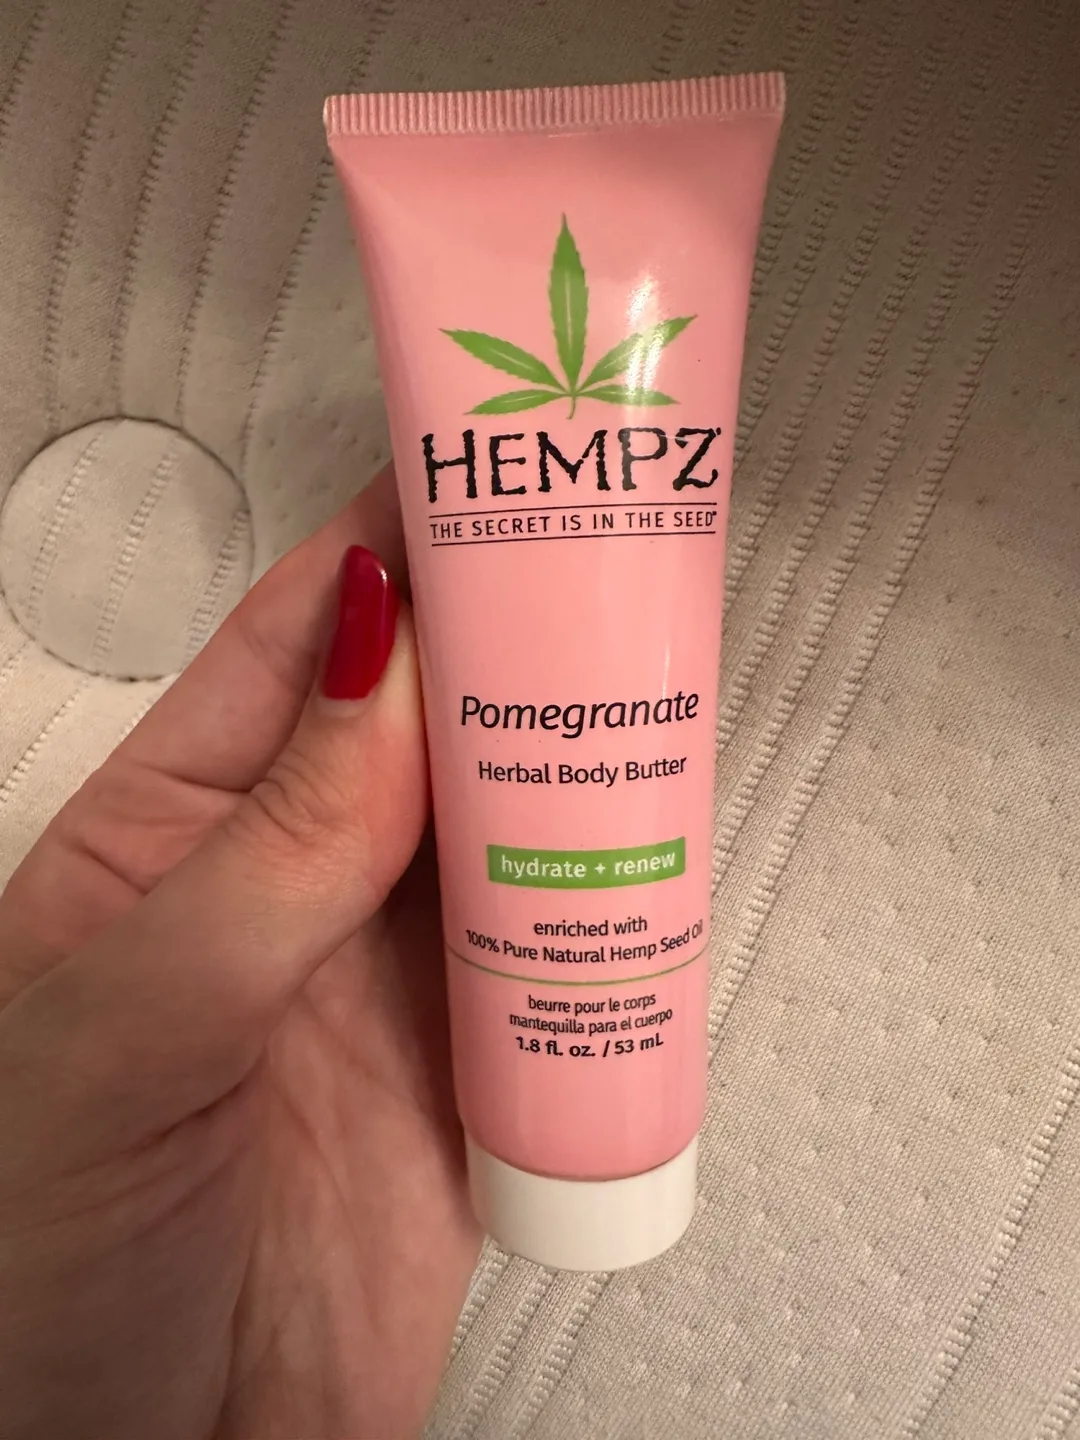 HEMPZ
THE SECRET IS IN THE SEED
Pomegranate
Herbal Body Butter
hydrate + renew
enriched with
100% Pure Natural Hemp Seed Oil
beurre pour le corps
mantequilla para el cuerpo
1.8 fl. oz. / 53 mL